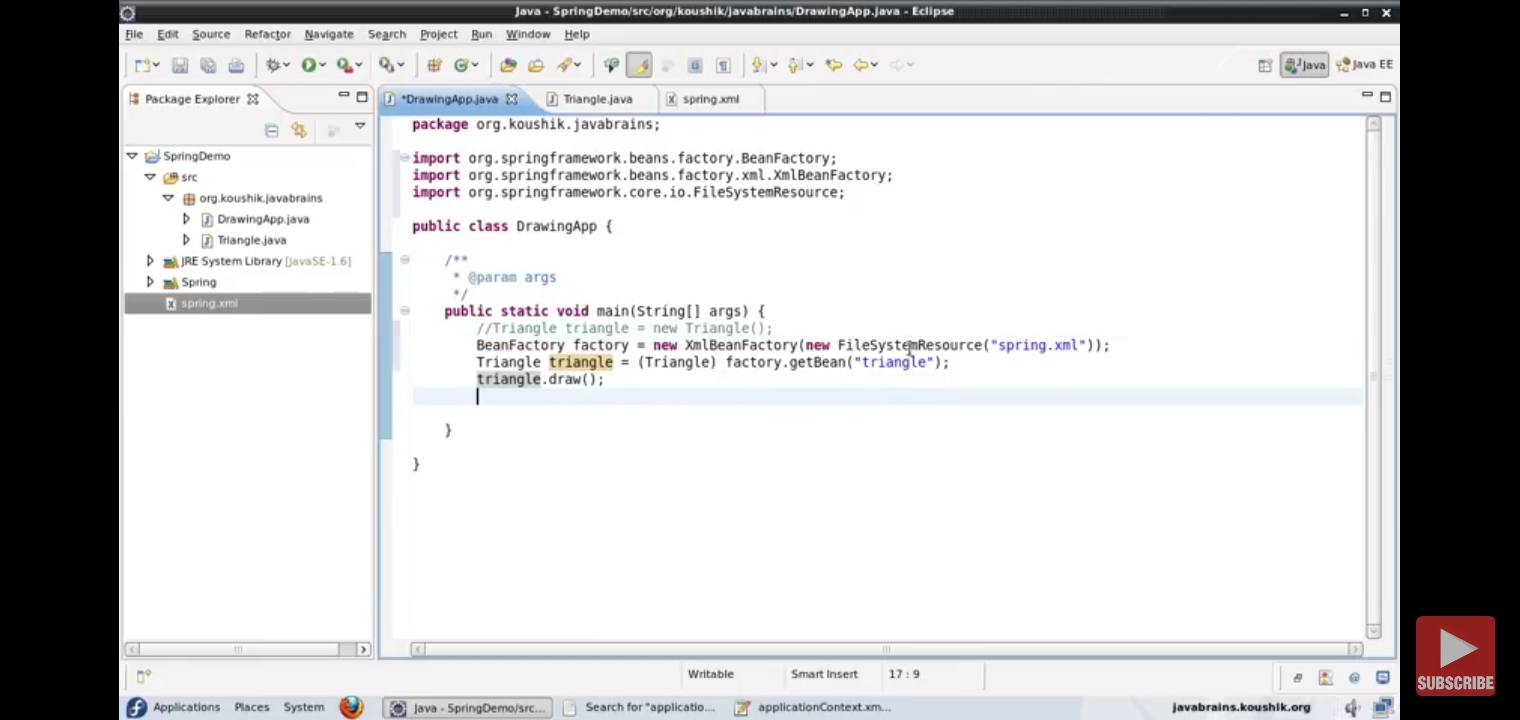 Java - SpringDemo/src/org/koushik/javabrains/DrawingApp.java - Eclipse
File Edit Source Refactor Navigate Search Project Run Window Help
Java Java EE
Package Explorer
*DrawingApp.java Triangle.java spring.xml
SpringDemo
src
org.koushik.javabrains
DrawingApp.java
Triangle.java
JRE System Library [JavaSE-1.6]
Spring
spring.xml
package org.koushik.javabrains;
import org.springframework.beans.factory.BeanFactory;
import org.springframework.beans.factory.xml.XmlBeanFactory;
import org.springframework.core.io.FileSystemResource;
public class DrawingApp {
/**
* @param args
*/
public static void main(String[] args) {
//Triangle triangle = new Triangle();
BeanFactory factory = new XmlBeanFactory(new FileSystemResource("spring.xml"));
Triangle triangle = (Triangle) factory.getBean("triangle");
triangle.draw();
}
}
Writable Smart Insert 17 : 9
SUBSCRIBE
Applications Places System Java - SpringDemo/src... Search for "applicatio... applicationContext.xm... javabrains.koushik.org